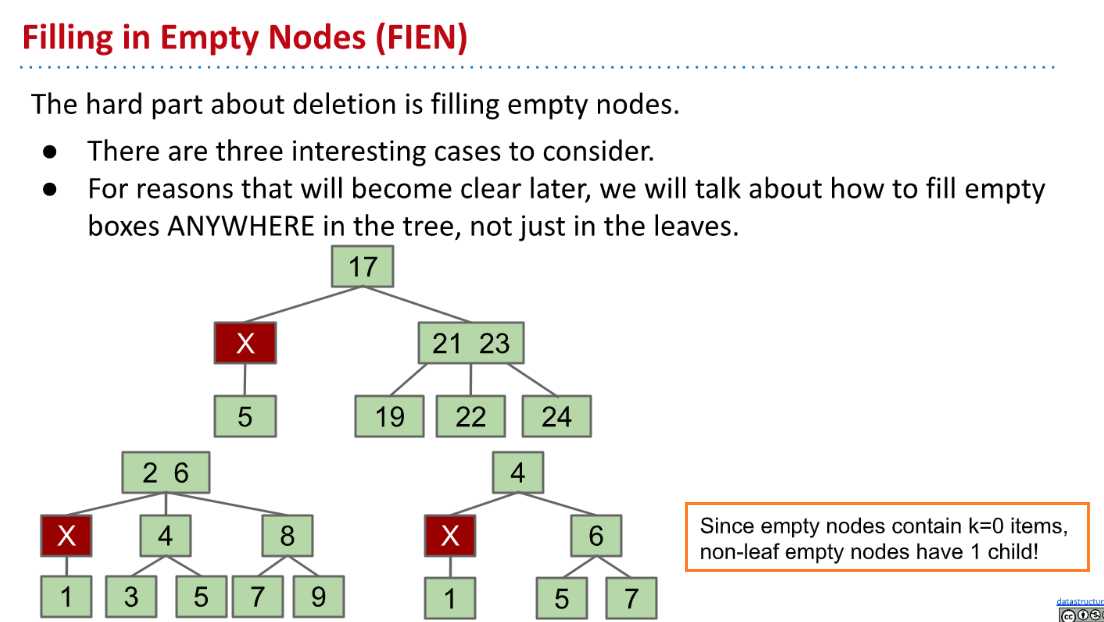 Filling in Empty Nodes (FIEN)
The hard part about deletion is filling empty nodes.
● There are three interesting cases to consider.
● For reasons that will become clear later, we will talk about how to fill empty
boxes ANYWHERE in the tree, not just in the leaves.
17
X
21 23
5
19
22
24
2 6
X
4
8
1
3
5
7
9
4
X
6
1
5
7
Since empty nodes contain k=0 items,
non-leaf empty nodes have 1 child!
datastructur